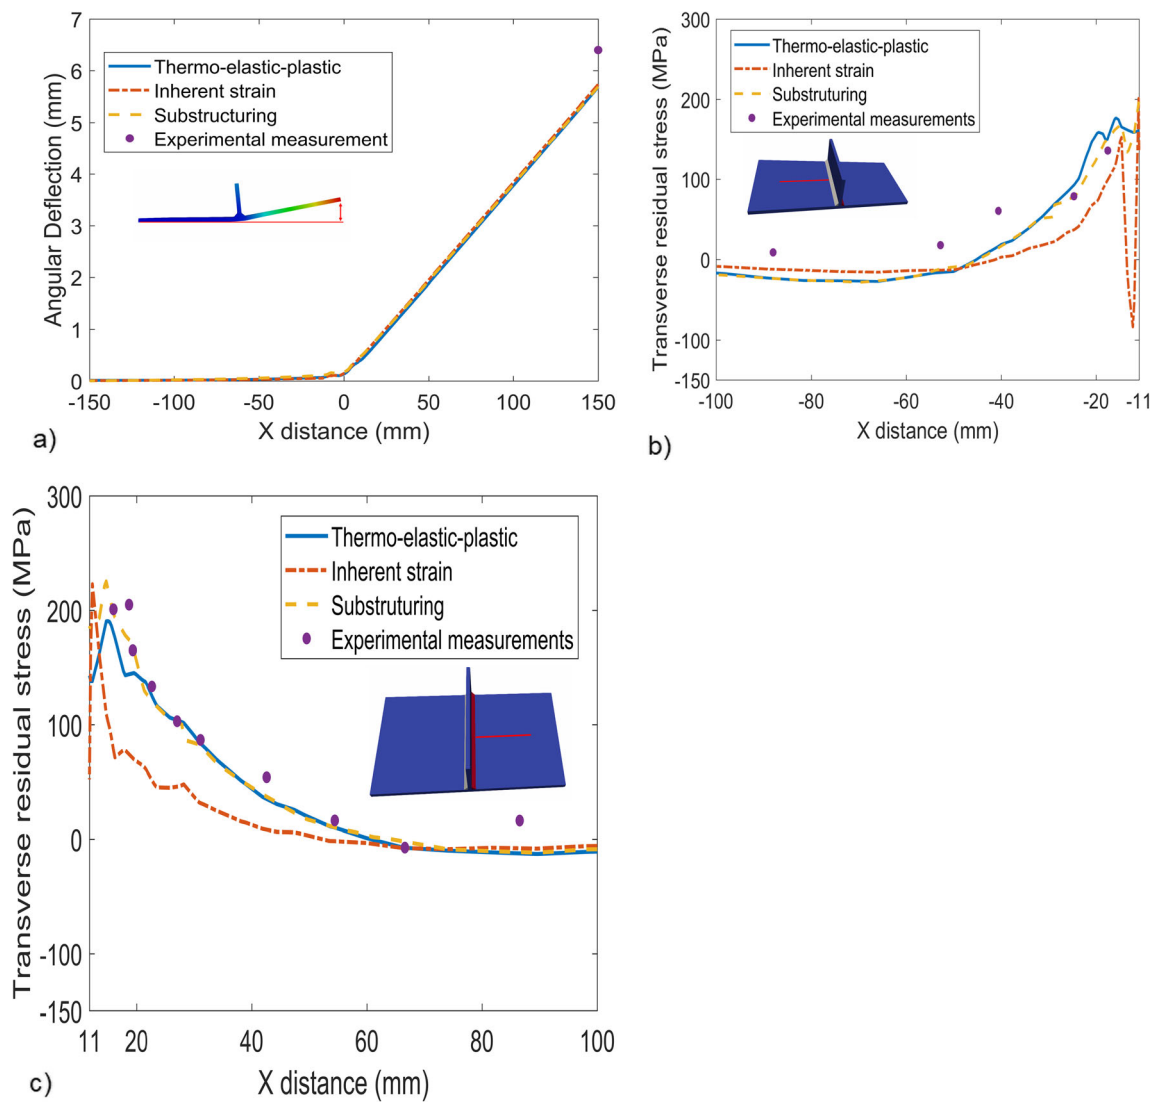 7
6
5
4
3
2
1
0
Angular Deflection (mm)
Thermo-elastic-plastic
Inherent strain
Substructuring
Experimental measurement
-150
-100
-50
0
50
100
150
X distance (mm)
a)
300
200
100
0
-100
-150
Transverse residual stress (MPa)
Thermo-elastic-plastic
Inherent strain
Substruturing
Experimental measurements
-100
-80
-60
-40
-20
-11
X distance (mm)
b)
300
200
100
0
-100
-150
Transverse residual stress (MPa)
Thermo-elastic-plastic
Inherent strain
Substruturing
Experimental measurements
11
20
40
60
80
100
X distance (mm)
c)